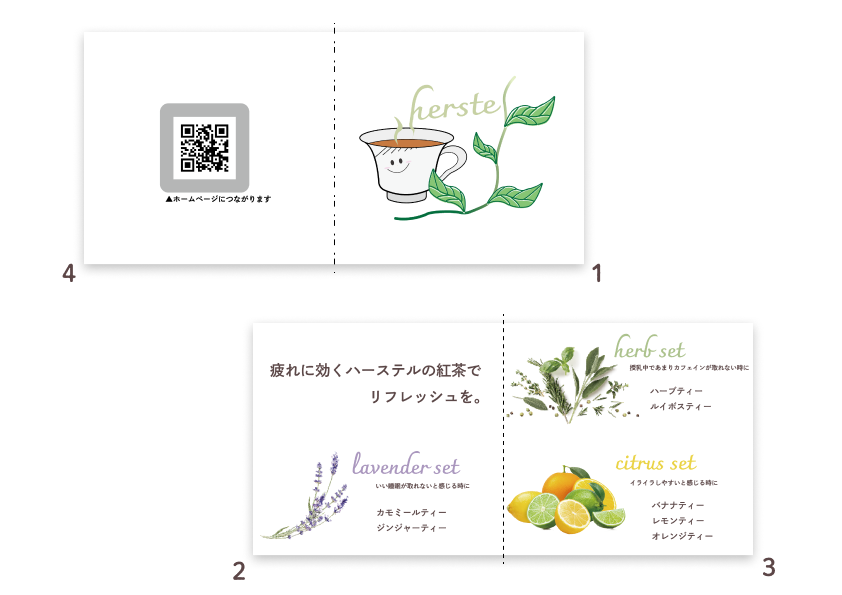 herstel
▲ホームページにつながります
4
1
疲れに効くハーステルの紅茶で
リフレッシュを。
lavender set
いい睡眠が取れないと感じる時に
カモミールティー
ジンジャーティー
herb set
授乳中であまりカフェインが取れない時に
ハーブティー
ルイボスティー
citrus set
イライラしやすいと感じる時に
バナナティー
レモンティー
オレンジティー
2
3